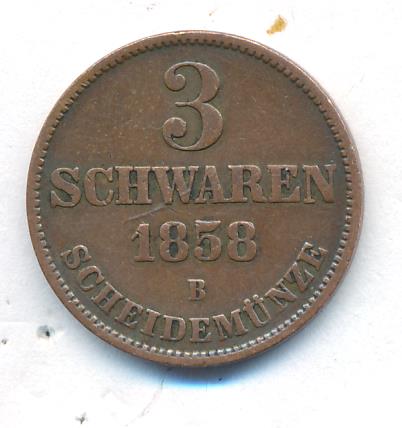 3
SCHWAREN
1858
B
SCHEIDEMÜNZE